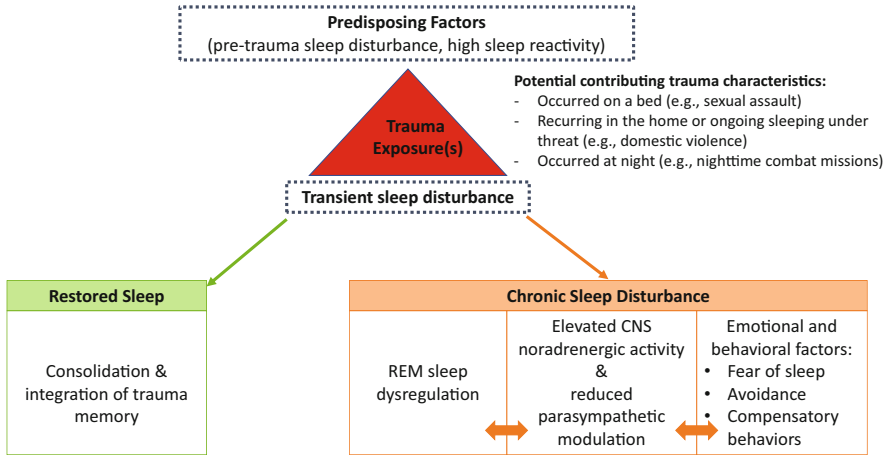 Predisposing Factors
(pre-trauma sleep disturbance, high sleep reactivity)
Potential contributing trauma characteristics:
- Occurred on a bed (e.g., sexual assault)
- Recurring in the home or ongoing sleeping under
threat (e.g., domestic violence)
- Occurred at night (e.g., nighttime combat missions)
Trauma
Exposure(s)
Transient sleep disturbance
Restored Sleep
Consolidation &
integration of trauma
memory
Chronic Sleep Disturbance
REM sleep
dysregulation
Elevated CNS
noradrenergic activity
&
reduced
parasympathetic
modulation
Emotional and
behavioral factors:
• Fear of sleep
• Avoidance
• Compensatory
behaviors